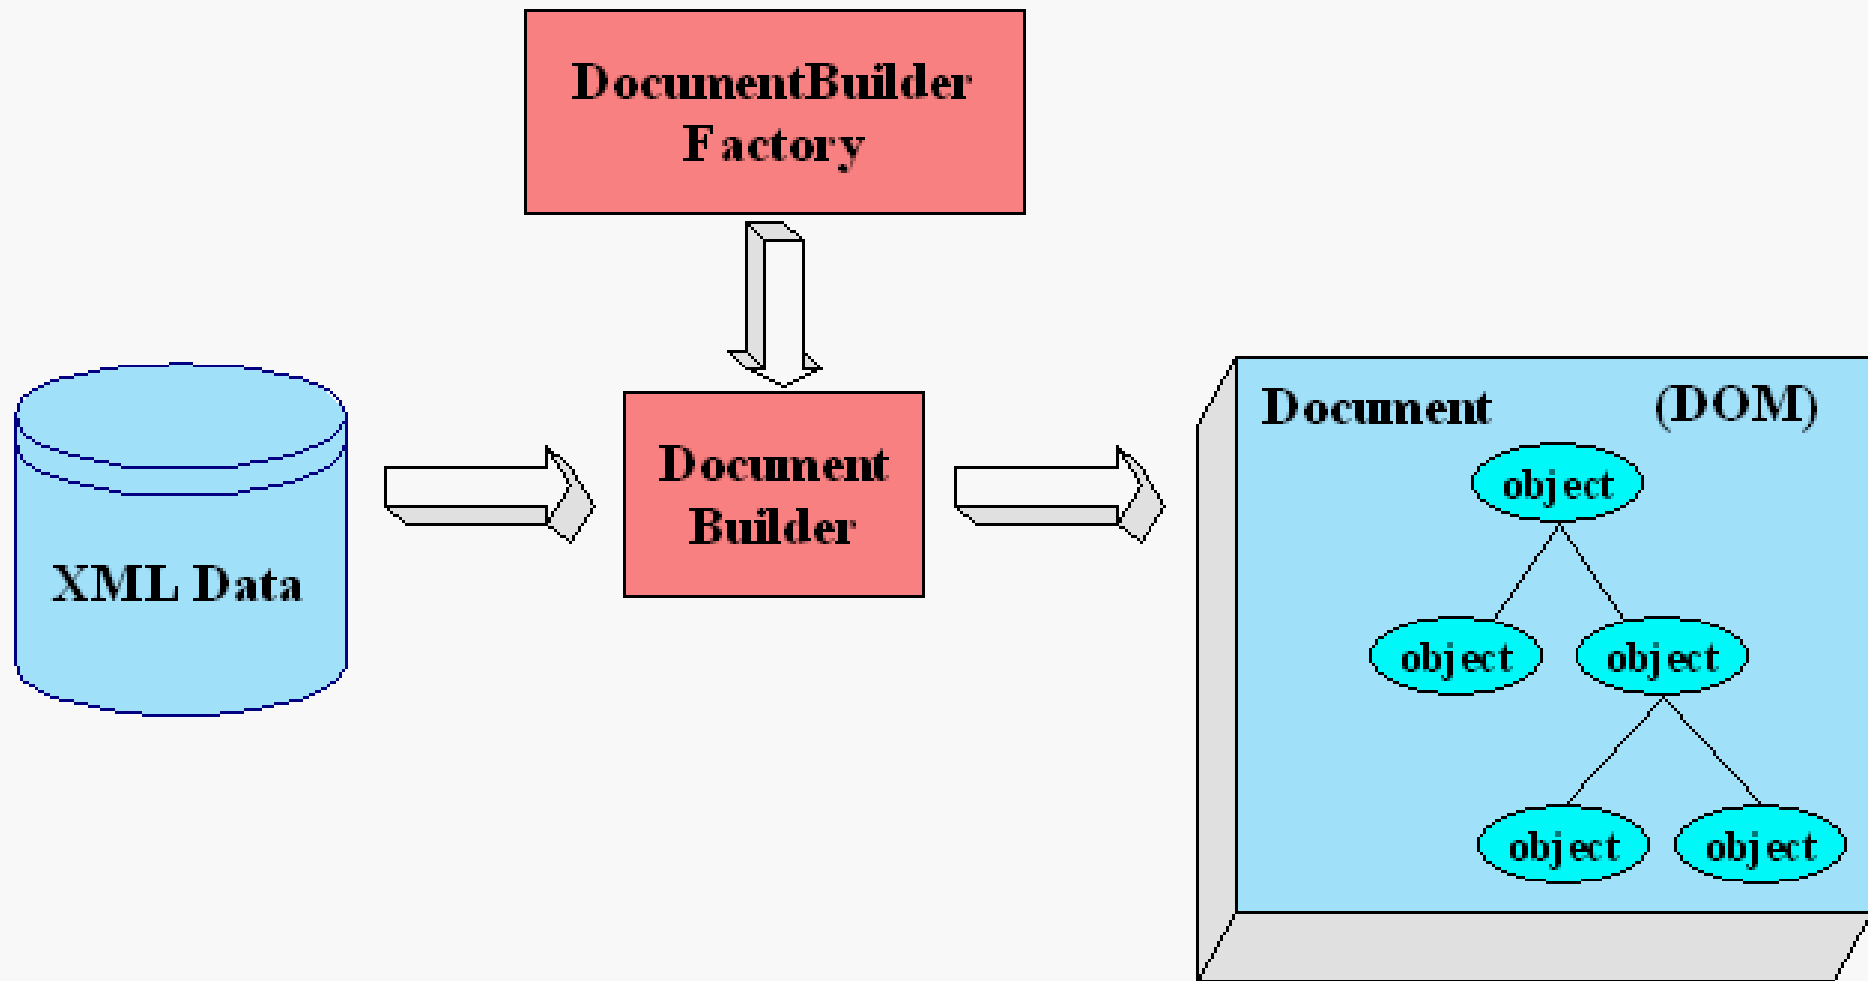 DocumentBuilder
Factory
XML Data
Document
Builder
Document (DOM)
object
object object
object object